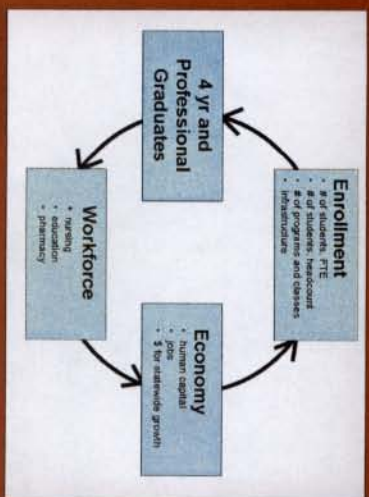 Enrollment
• # of students, FTE
• # of students, headcount
• # of programs and classes
• infrastructure
4 yr and
Professional
Graduates
Workforce
• nursing
• education
• pharmacy
Economy
• human capital
• jobs
• $ for statewide growth